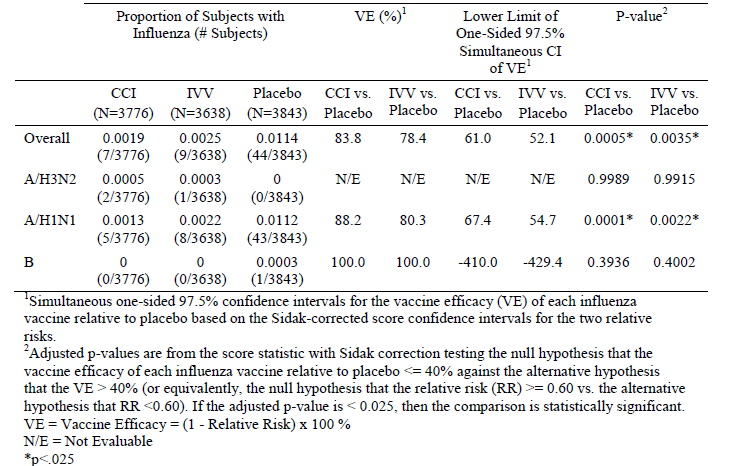 Proportion of Subjects with Influenza (# Subjects) VE (%)1 Lower Limit of One-Sided 97.5% Simultaneous CI of VE1 P-value2
CCI (N=3776) IVV (N=3638) Placebo (N=3843) CCI vs. Placebo IVV vs. Placebo CCI vs. Placebo IVV vs. Placebo CCI vs. Placebo IVV vs. Placebo
Overall 0.0019 0.0025 0.0114 83.8 78.4 61.0 52.1 0.0005* 0.0035*
(7/3776) (9/3638) (44/3843)
A/H3N2 0.0005 0.0003 0 N/E N/E N/E N/E 0.9989 0.9915
(2/3776) (1/3638) (0/3843)
A/H1N1 0.0013 0.0022 0.0112 88.2 80.3 67.4 54.7 0.0001* 0.0022*
(5/3776) (8/3638) (43/3843)
B 0 0 0.0003 100.0 100.0 -410.0 -429.4 0.3936 0.4002
(0/3776) (0/3638) (1/3843)
1Simultaneous one-sided 97.5% confidence intervals for the vaccine efficacy (VE) of each influenza
vaccine relative to placebo based on the Sidak-corrected score confidence intervals for the two relative
risks.
2Adjusted p-values are from the score statistic with Sidak correction testing the null hypothesis that the
vaccine efficacy of each influenza vaccine relative to placebo <= 40% against the alternative hypothesis
that the VE > 40% (or equivalently, the null hypothesis that the relative risk (RR) >= 0.60 vs. the alternative
hypothesis that RR <0.60). If the adjusted p-value is < 0.025, then the comparison is statistically significant.
VE = Vaccine Efficacy = (1 - Relative Risk) x 100 %
N/E = Not Evaluable
*p<.025